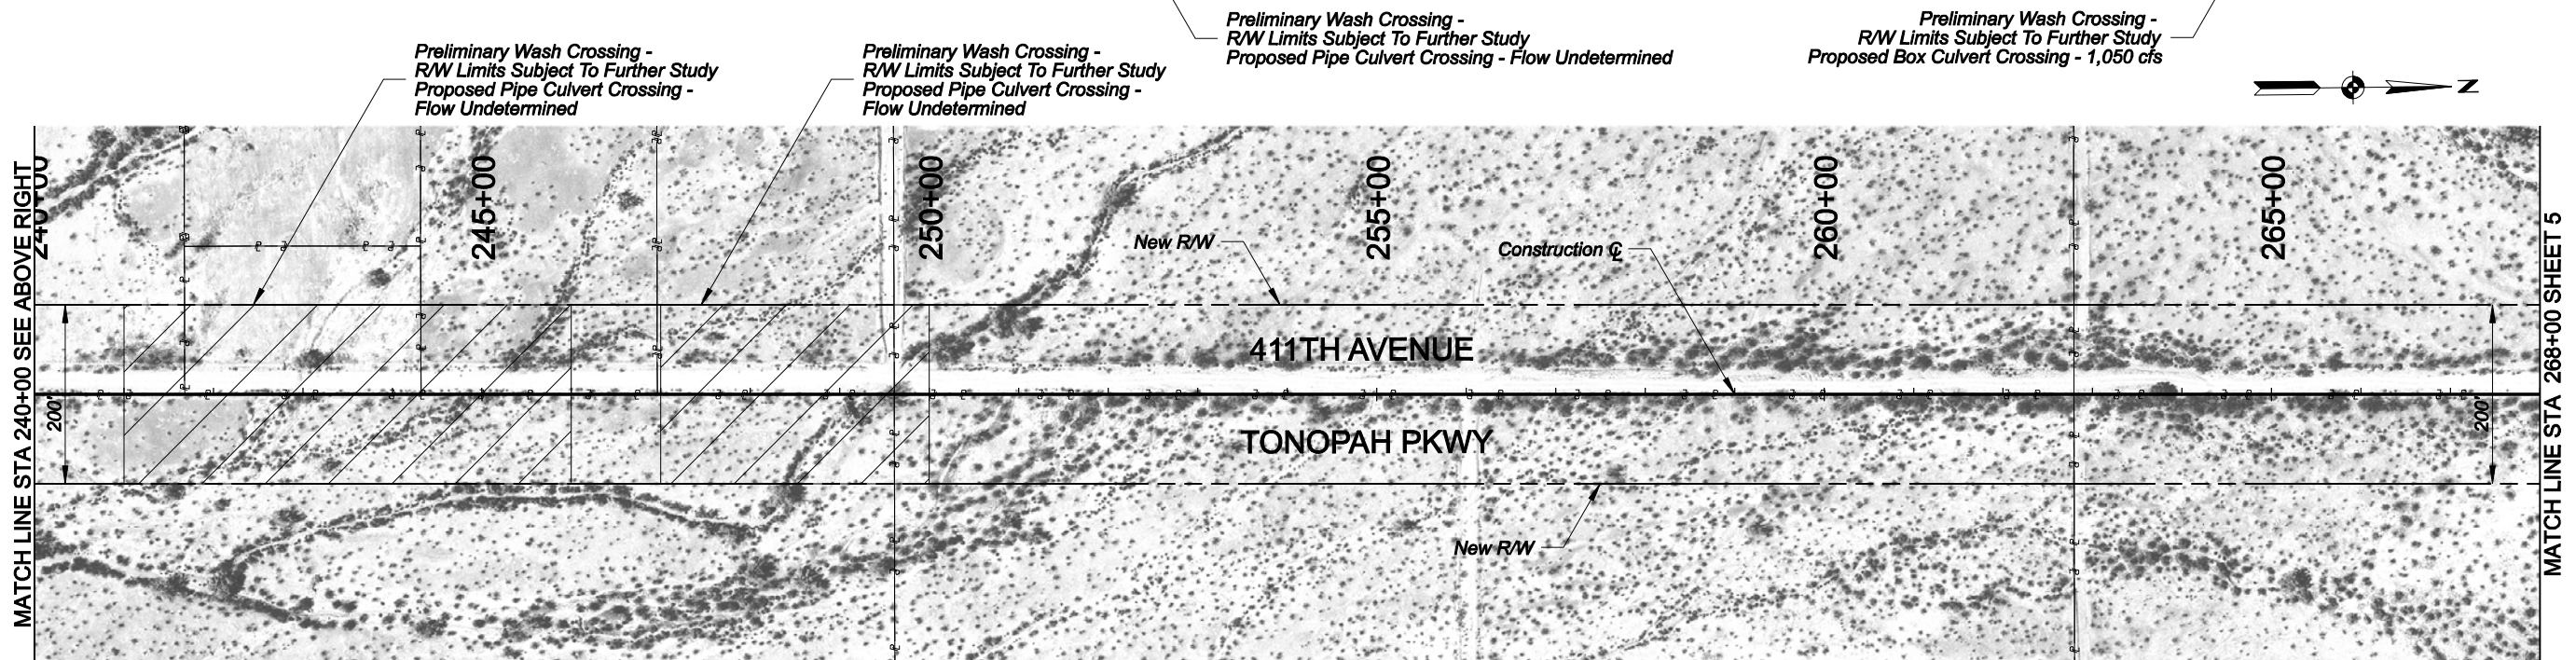 Preliminary Wash Crossing -
R/W Limits Subject To Further Study
Proposed Pipe Culvert Crossing - Flow Undetermined
Preliminary Wash Crossing -
R/W Limits Subject To Further Study
Proposed Box Culvert Crossing - 1,050 cfs
Preliminary Wash Crossing -
R/W Limits Subject To Further Study
Proposed Pipe Culvert Crossing -
Flow Undetermined
Preliminary Wash Crossing -
R/W Limits Subject To Further Study
Proposed Pipe Culvert Crossing -
Flow Undetermined
N
MATCH LINE STA 240+00 SEE ABOVE RIGHT
240+00
245+00
250+00
255+00
260+00
265+00
New R/W
Construction ℄
411TH AVENUE
200'
TONOPAH PKWY
200'
New R/W
MATCH LINE STA 268+00 SHEET 5